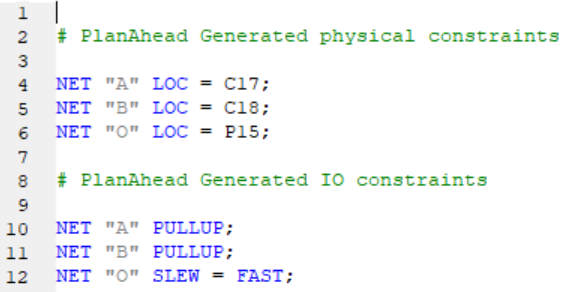 1
2 # PlanAhead Generated physical constraints
3
4 NET "A" LOC = C17;
5 NET "B" LOC = C18;
6 NET "O" LOC = P15;
7
8 # PlanAhead Generated IO constraints
9
10 NET "A" PULLUP;
11 NET "B" PULLUP;
12 NET "O" SLEW = FAST;